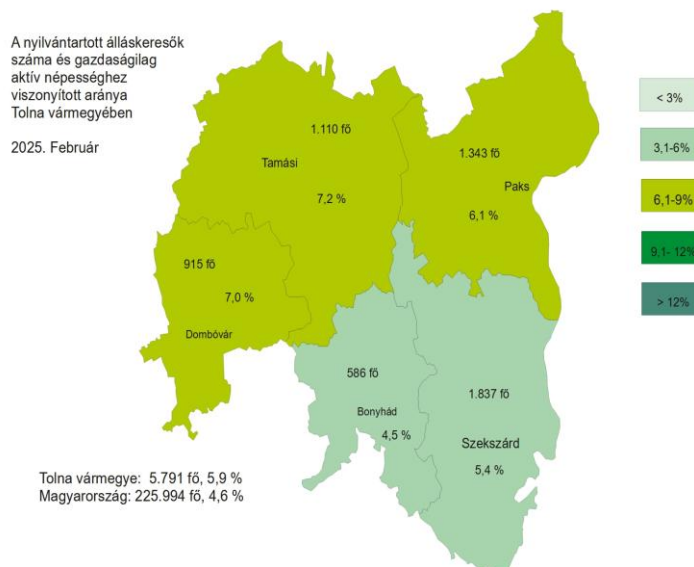 A nyilvántartott álláskeresők
száma és gazdaságilag
aktív népességhez
viszonyított aránya
Tolna vármegyében
2025. Február
1.110 fő
Tamási
7,2 %
1.343 fő
Paks
6,1 %
915 fő
7,0 %
Dombóvár
586 fő
Bonyhád
4,5 %
1.837 fő
Szekszárd
5,4 %
< 3%
3,1-6%
6,1-9%
9,1- 12%
> 12%
Tolna vármegye: 5.791 fő, 5,9 %
Magyarország: 225.994 fő, 4,6 %